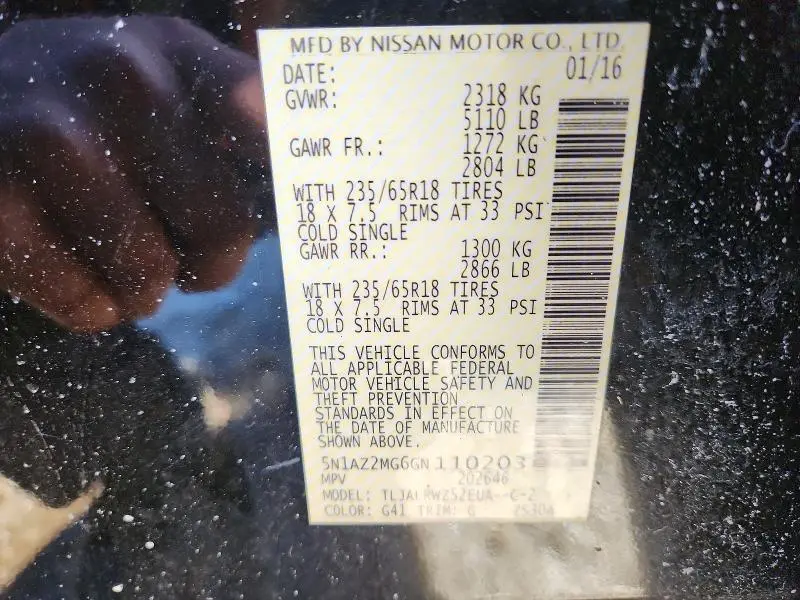 MFD BY NISSAN MOTOR CO., LTD.
DATE: 01/16
GVWR: 2318 KG
5110 LB
GAWR FR.: 1272 KG
2804 LB
WITH 235/65R18 TIRES
18 X 7.5 RIMS AT 33 PSI
COLD SINGLE
GAWR RR.: 1300 KG
2866 LB
WITH 235/65R18 TIRES
18 X 7.5 RIMS AT 33 PSI
COLD SINGLE
THIS VEHICLE CONFORMS TO
ALL APPLICABLE FEDERAL
MOTOR VEHICLE SAFETY AND
THEFT PREVENTION
STANDARDS IN EFFECT ON
THE DATE OF MANUFACTURE
SHOWN ABOVE.
5N1AZ2MG6GN110203
MPV 202646
MODEL:
COLOR: G41 TRIM: G